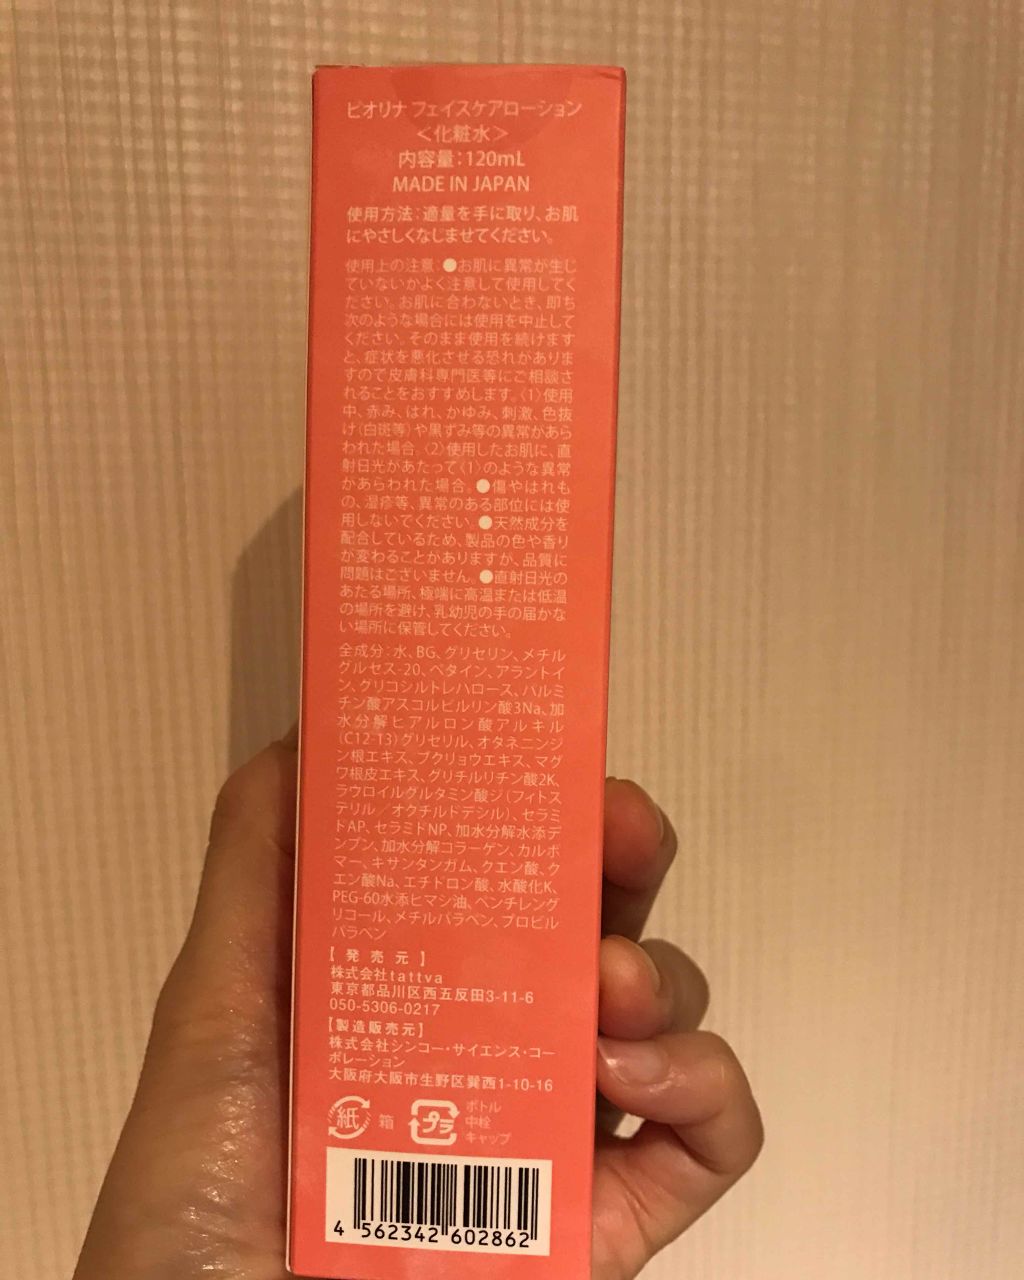 ピオリナ フェイスケアローション
＜化粧水＞
内容量：120mL
MADE IN JAPAN
使用方法：適量を手に取り、お肌
にやさしくなじませてください。
使用上の注意：●お肌に異常が生じ
ていないかよく注意して使用してく
ださい。お肌に合わないとき、即ち
次のような場合には使用を中止して
ください。そのまま使用を続けます
と、症状を悪化させる恐れがありま
すので皮膚科専門医等にご相談さ
れることをおすすめします。〈1〉使用
中、赤み、はれ、かゆみ、刺激、色抜
け（白斑等）や黒ずみ等の異常があら
われた場合。〈2〉使用したお肌に、直
射日光があたって〈1〉のような異常
があらわれた場合。●傷やはれも
の、湿疹等、異常のある部位には使
用しないでください。●天然成分を
配合しているため、製品の色や香り
が変わることがありますが、品質に
問題はございません。●直射日光の
あたる場所、極端に高温または低温
の場所を避け、乳幼児の手の届かな
い場所に保管してください。
全成分：水、BG、グリセリン、メチル
グルセス-20、ベタイン、アラントイ
ン、グリコシルトレハロース、パルミ
チン酸アスコルビルリン酸3Na、加
水分解ヒアルロン酸アルキル
(C12-13)グリセリル、オタネニンジ
ン根エキス、ブクリョウエキス、マグ
ワ根皮エキス、グリチルリチン酸2K、
ラウロイルグルタミン酸ジ（フィトス
テリル／オクチルドデシル）、セラミ
ドAP、セラミドNP、加水分解水添デ
ンプン、加水分解コラーゲン、カルボ
マー、キサンタンガム、クエン酸、ク
エン酸Na、エチドロン酸、水酸化K、
PEG-60水添ヒマシ油、ペンチレング
リコール、メチルパラベン、プロピル
パラベン
【発売元】
株式会社tattva
東京都品川区西五反田3-11-6
050-5306-0217
【製造販売元】
株式会社シンコー・サイエンス・コー
ポレーション
大阪府大阪市生野区巽西1-10-16
紙 箱 プラ ボトル
中栓
キャップ
4 562342 602862